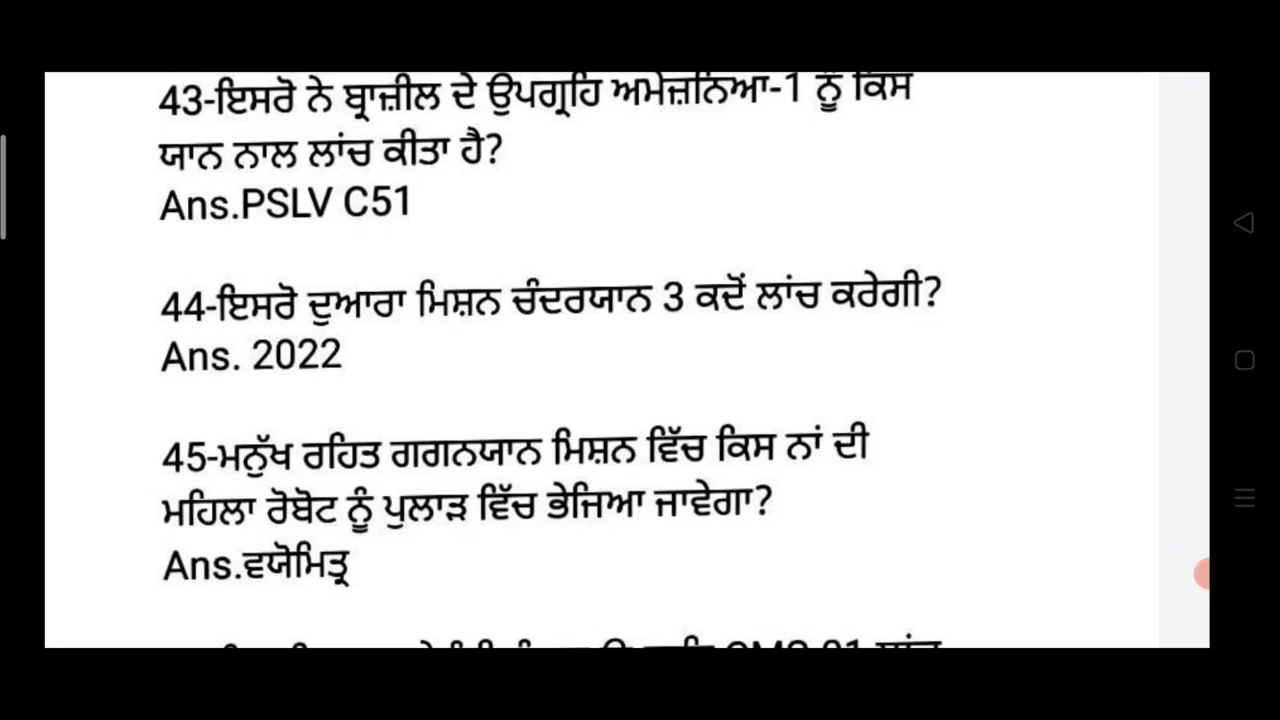 43-ਇਸਰੋ ਨੇ ਬ੍ਰਾਜ਼ੀਲ ਦੇ ਉਪਗ੍ਰਹਿ ਅਮੇਜ਼ਨਿਆ-1 ਨੂੰ ਕਿਸ
ਯਾਨ ਨਾਲ ਲਾਂਚ ਕੀਤਾ ਹੈ?
Ans.PSLV C51
44-ਇਸਰੋ ਦੁਆਰਾ ਮਿਸ਼ਨ ਚੰਦਰਯਾਨ 3 ਕਦੋਂ ਲਾਂਚ ਕਰੇਗੀ?
Ans. 2022
45-ਮਨੁੱਖ ਰਹਿਤ ਗਗਨਯਾਨ ਮਿਸ਼ਨ ਵਿੱਚ ਕਿਸ ਨਾਂ ਦੀ
ਮਹਿਲਾ ਰੋਬੋਟ ਨੂੰ ਪੁਲਾੜ ਵਿੱਚ ਭੇਜਿਆ ਜਾਵੇਗਾ?
Ans.ਵਯੋਮਿਤ੍ਰ